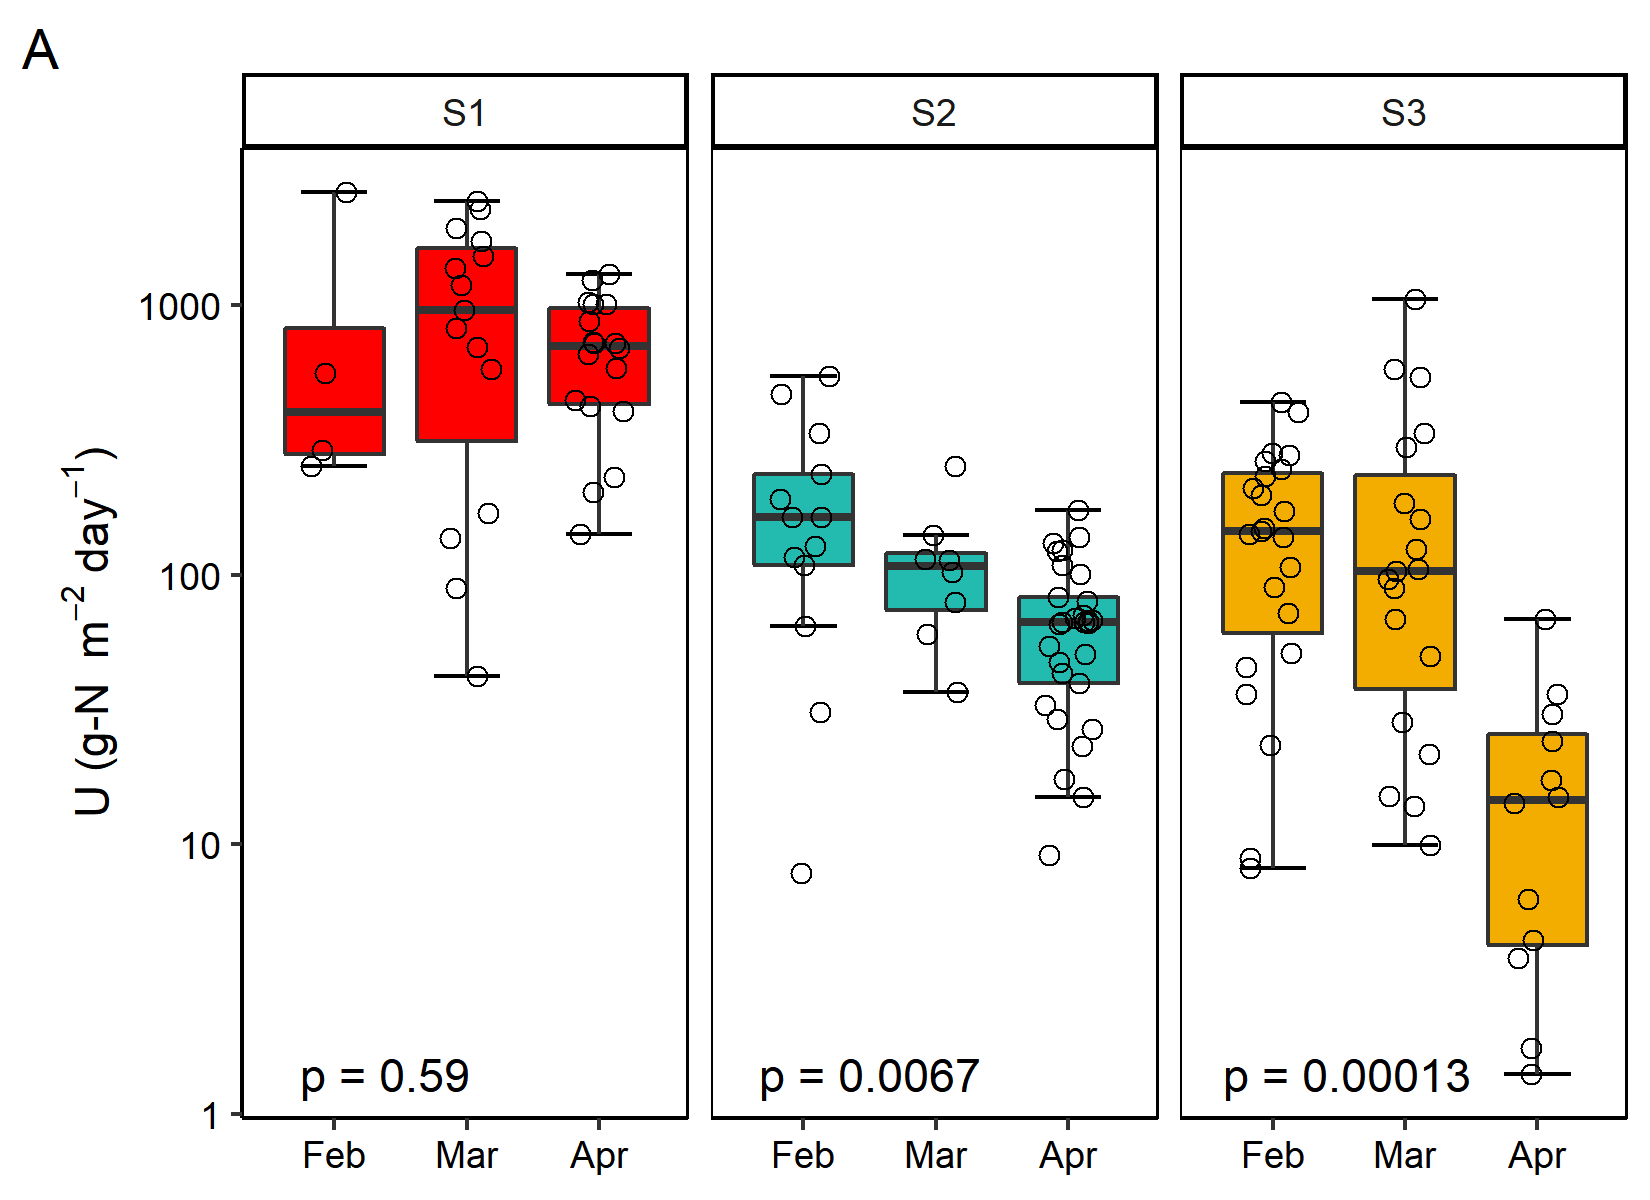 A
S1 S2 S3
U (g-N m⁻² day⁻¹)
1000
100
10
1
p = 0.59 p = 0.0067 p = 0.00013
Feb Mar Apr Feb Mar Apr Feb Mar Apr